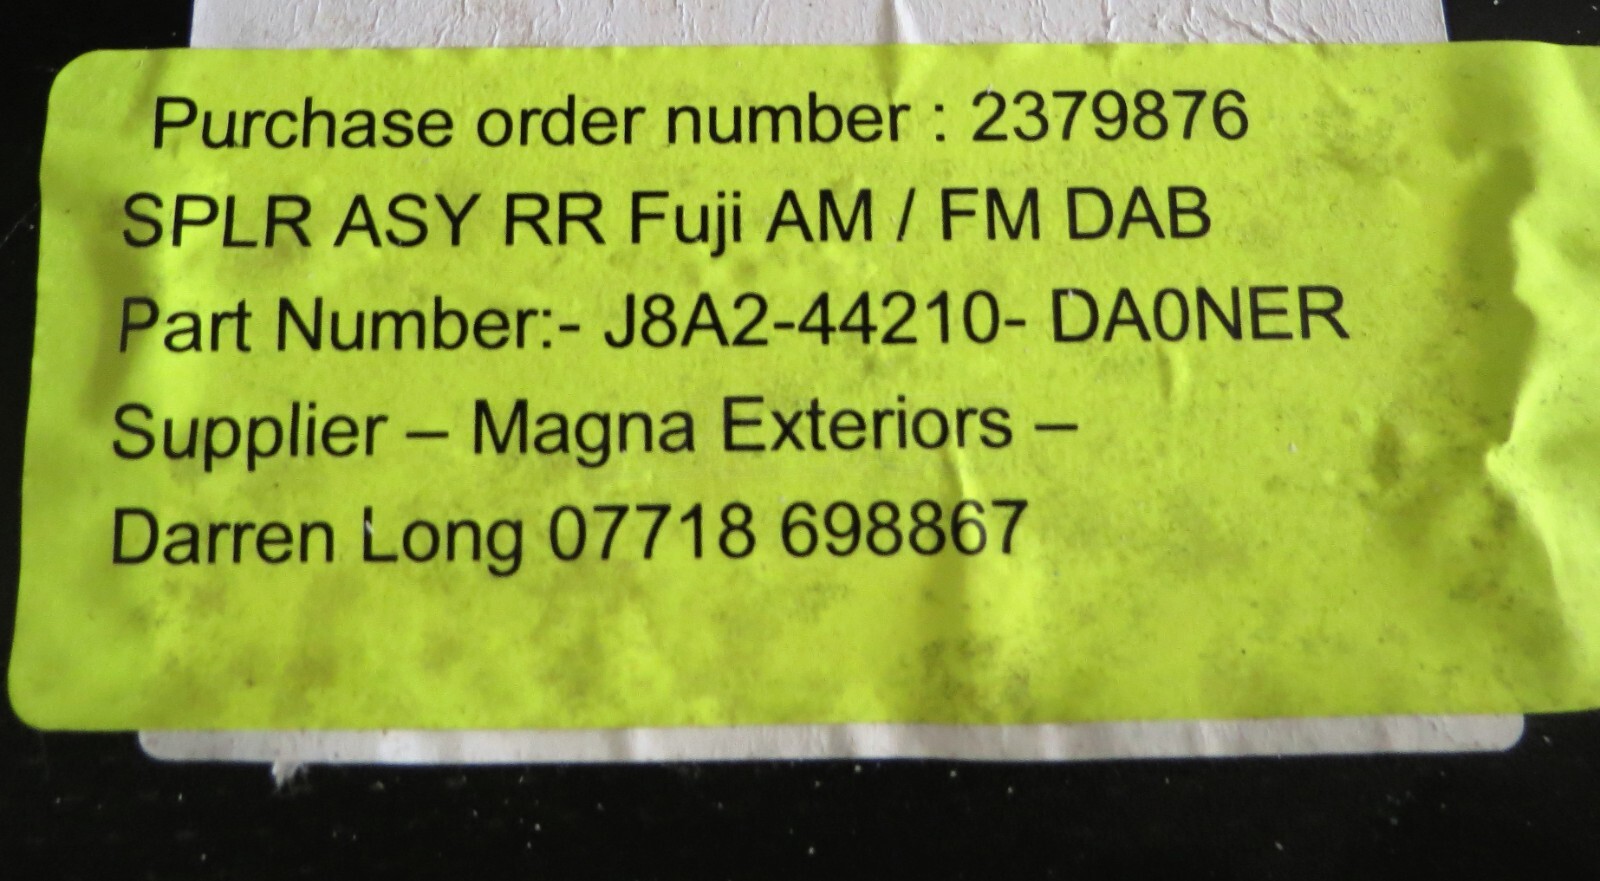 Purchase order number : 2379876
SPLR ASY RR Fuji AM / FM DAB
Part Number:- J8A2-44210- DA0NER
Supplier – Magna Exteriors –
Darren Long 07718 698867